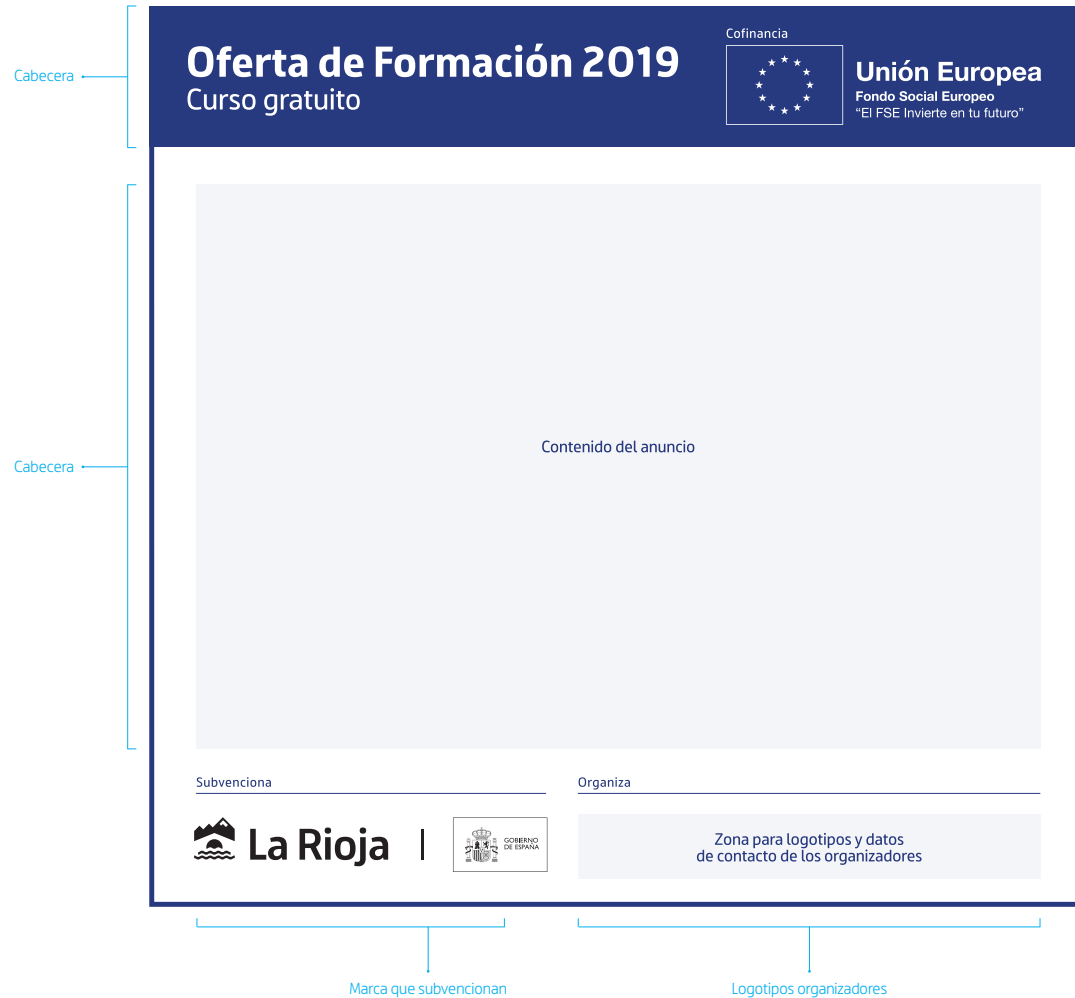 Cabecera
Oferta de Formación 2019
Curso gratuito
Cofinancia
Unión Europea
Fondo Social Europeo
“El FSE Invierte en tu futuro”
Cabecera
Contenido del anuncio
Subvenciona
La Rioja
GOBIERNO
DE ESPAÑA
Organiza
Zona para logotipos y datos
de contacto de los organizadores
Marca que subvencionan
Logotipos organizadores